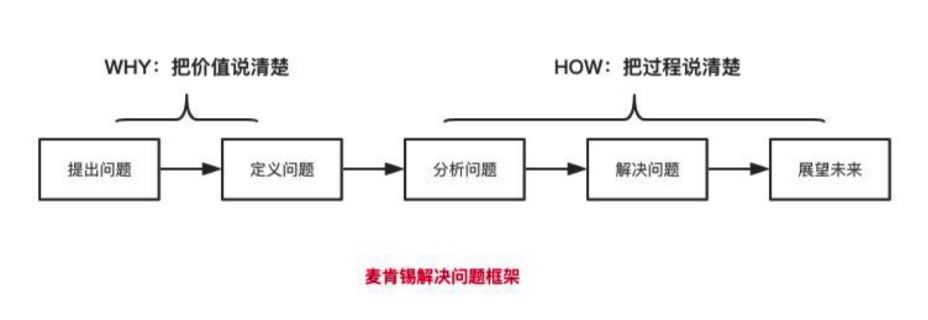 WHY：把价值说清楚
HOW：把过程说清楚
提出问题
定义问题
分析问题
解决问题
展望未来
麦肯锡解决问题框架